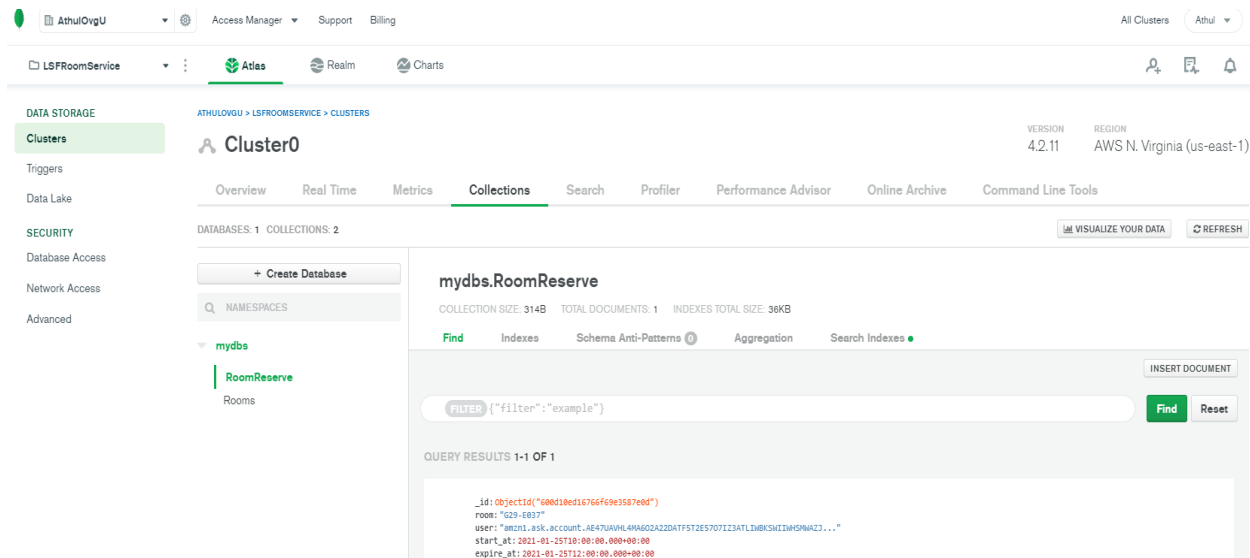 AthulOvgU Access Manager Support Billing All Clusters Athul
LSFRoomService Atlas Realm Charts
DATA STORAGE
Clusters
Triggers
Data Lake
SECURITY
Database Access
Network Access
Advanced
ATHULOVGU > LSFROOMSERVICE > CLUSTERS
Cluster0
VERSION
4.2.11
REGION
AWS N. Virginia (us-east-1)
Overview Real Time Metrics Collections Search Profiler Performance Advisor Online Archive Command Line Tools
DATABASES: 1 COLLECTIONS: 2
VISUALIZE YOUR DATA REFRESH
+ Create Database
NAMESPACES
mydbs
RoomReserve
Rooms
mydbs.RoomReserve
COLLECTION SIZE: 314B TOTAL DOCUMENTS: 1 INDEXES TOTAL SIZE: 36KB
Find Indexes Schema Anti-Patterns 0 Aggregation Search Indexes
INSERT DOCUMENT
FILTER {"filter":"example"} Find Reset
QUERY RESULTS 1-1 OF 1
_id: ObjectId("600d10ed16766f69e3587e0d")
room: "G29-E037"
user: "amzn1.ask.account.AE47UAVHL4MA6O2A22DATF5T2E57O7IZ3ATLIWBKSWIIWHSMWAZJ..."
start_at: 2021-01-25T10:00:00.000+00:00
expire_at: 2021-01-25T12:00:00.000+00:00